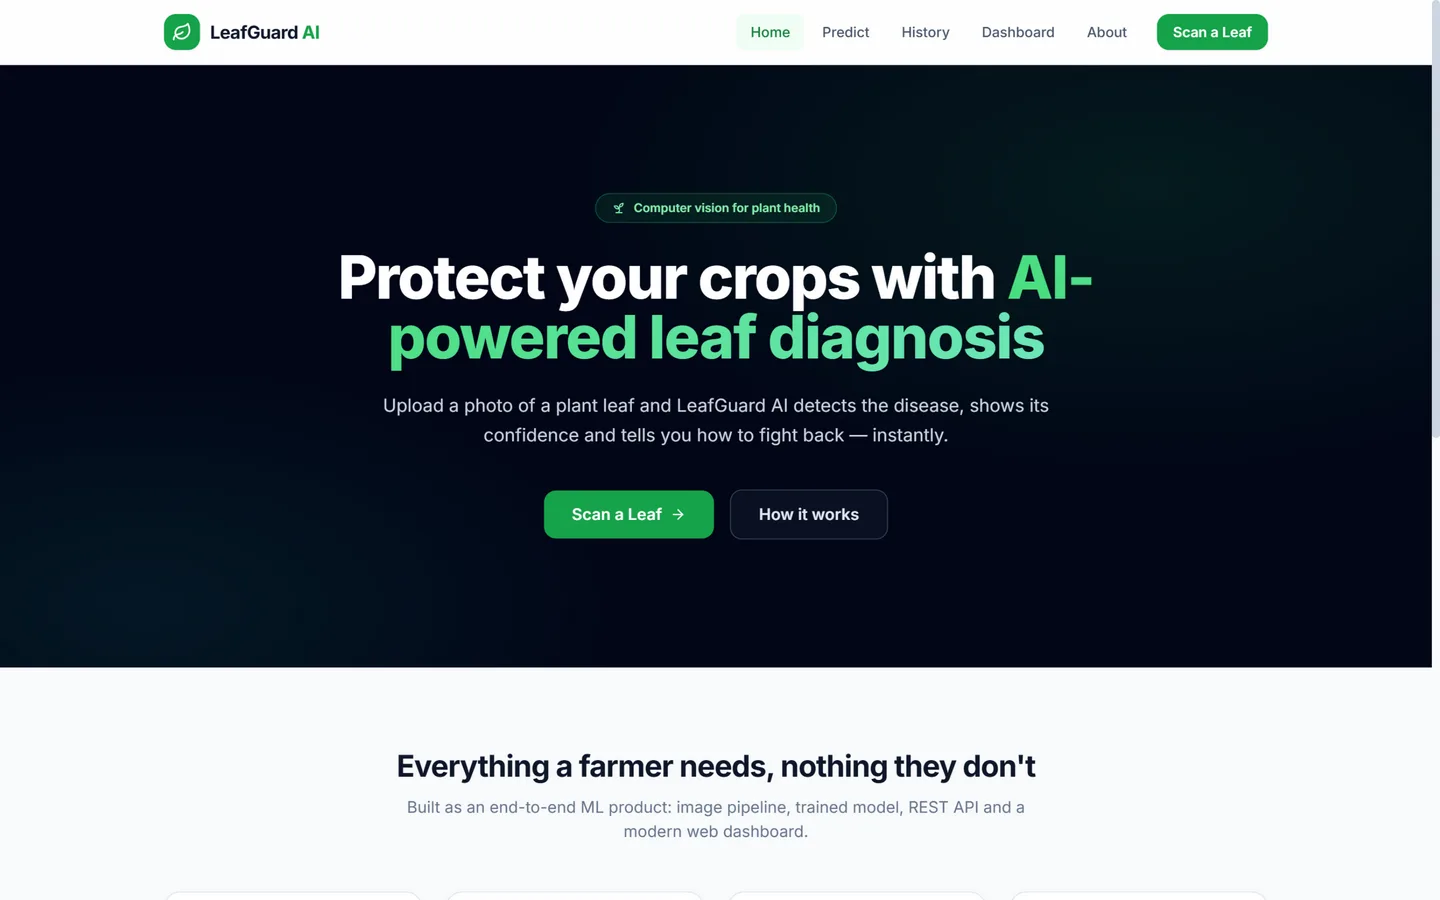 LeafGuard AI
Home
Predict
History
Dashboard
About
Scan a Leaf
Computer vision for plant health
Protect your crops with AI-
powered leaf diagnosis
Upload a photo of a plant leaf and LeafGuard AI detects the disease, shows its
confidence and tells you how to fight back — instantly.
Scan a Leaf →
How it works
Everything a farmer needs, nothing they don't
Built as an end-to-end ML product: image pipeline, trained model, REST API and a
modern web dashboard.